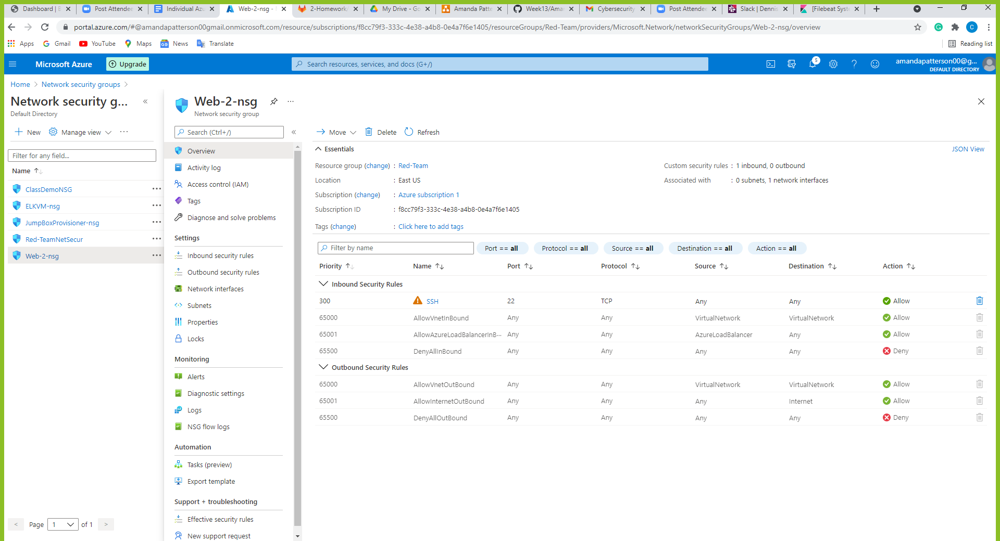 Dashboard | B
Post Attendee
Individual Azu
Web-2-nsg -
2-Homework/
My Drive - Go
Amanda Patte
Week13/Amar
Cybersecurity
Post Attendee
Slack | Dennis
[Filebeat Syste
portal.azure.com/#@amandapatterson00gmail.onmicrosoft.com/resource/subscriptions/f8cc79f3-333c-4e38-a4b8-0e4a7f6e1405/resourceGroups/Red-Team/providers/Microsoft.Network/networkSecurityGroups/Web-2-nsg/overview
C
Apps Gmail YouTube Maps News Translate Reading list
Microsoft Azure Upgrade Search resources, services, and docs (G+/) 5 amandapatterson00@g...
DEFAULT DIRECTORY
Home > Network security groups >
Network security g... «
Default Directory
+ New Manage view ...
Filter for any field...
Name ↑↓
ClassDemoNSG ...
ELKVM-nsg ...
JumpBoxProvisioner-nsg ...
Red-TeamNetSecur ...
Web-2-nsg ...
< Page 1 of 1 >
Web-2-nsg ...
Network security group
Search (Ctrl+/) «
Overview
Activity log
Access control (IAM)
Tags
Diagnose and solve problems
Settings
Inbound security rules
Outbound security rules
Network interfaces
Subnets
Properties
Locks
Monitoring
Alerts
Diagnostic settings
Logs
NSG flow logs
Automation
Tasks (preview)
Export template
Support + troubleshooting
Effective security rules
New support request
Move Delete Refresh
Essentials JSON View
Resource group (change) : Red-Team
Location : East US
Subscription (change) : Azure subscription 1
Subscription ID : f8cc79f3-333c-4e38-a4b8-0e4a7f6e1405
Tags (change) : Click here to add tags
Custom security rules : 1 inbound, 0 outbound
Associated with : 0 subnets, 1 network interfaces
Filter by name Port == all Protocol == all Source == all Destination == all Action == all
Priority ↑↓ Name ↑↓ Port ↑↓ Protocol ↑↓ Source ↑↓ Destination ↑↓ Action ↑↓
Inbound Security Rules
300 SSH 22 TCP Any Any Allow
65000 AllowVnetInBound Any Any VirtualNetwork VirtualNetwork Allow
65001 AllowAzureLoadBalancerInB... Any Any AzureLoadBalancer Any Allow
65500 DenyAllInBound Any Any Any Any Deny
Outbound Security Rules
65000 AllowVnetOutBound Any Any VirtualNetwork VirtualNetwork Allow
65001 AllowInternetOutBound Any Any Any Internet Allow
65500 DenyAllOutBound Any Any Any Any Deny